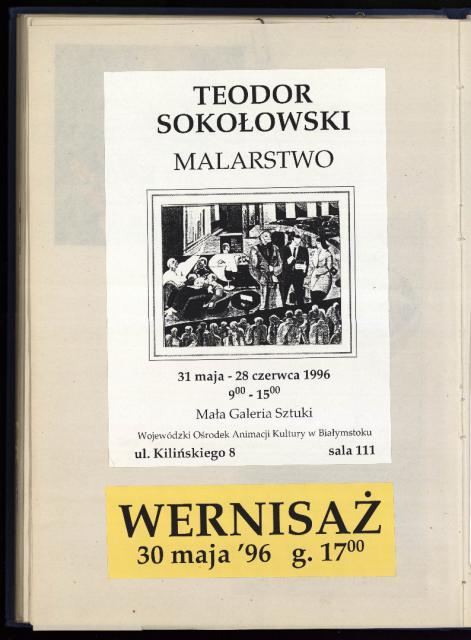 TEODOR
SOKOŁOWSKI
MALARSTWO
31 maja - 28 czerwca 1996
9⁰⁰ - 15⁰⁰
Mała Galeria Sztuki
Wojewódzki Ośrodek Animacji Kultury w Białymstoku
ul. Kilińskiego 8 sala 111
WERNISAŻ
30 maja '96 g. 17⁰⁰